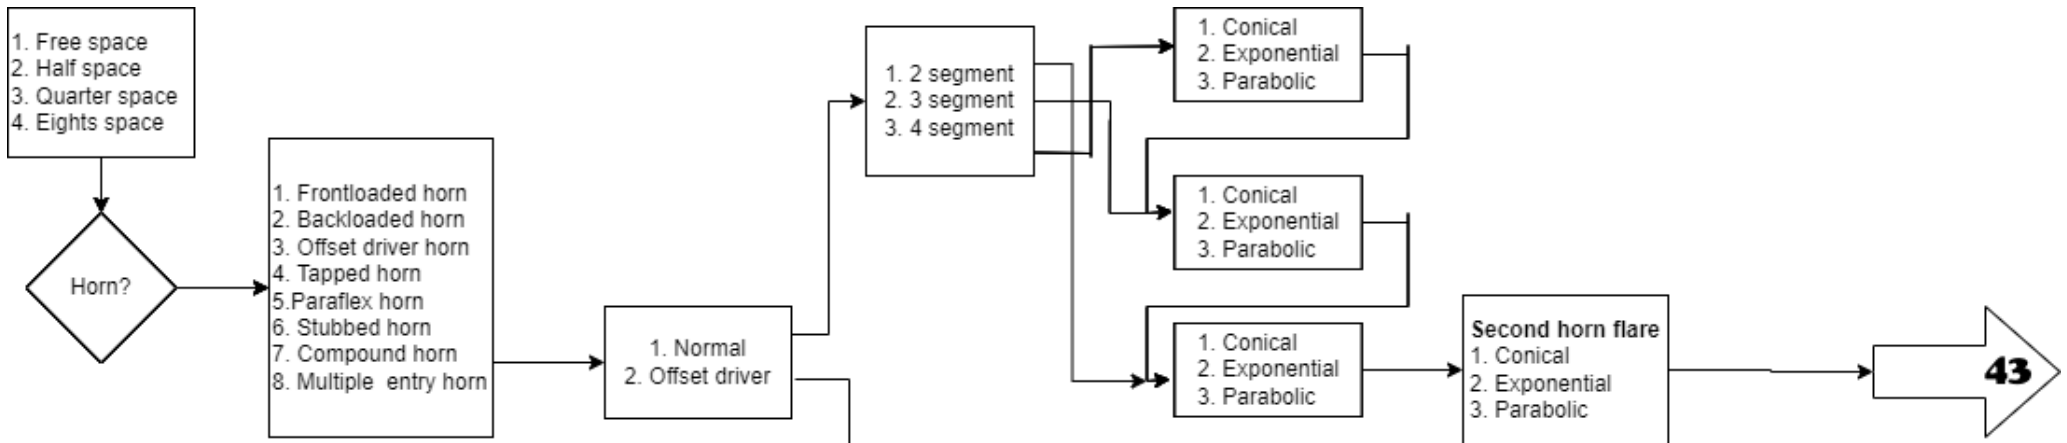 1. Free space
2. Half space
3. Quarter space
4. Eights space
Horn?
1. Frontloaded horn
2. Backloaded horn
3. Offset driver horn
4. Tapped horn
5.Paraflex horn
6. Stubbed horn
7. Compound horn
8. Multiple entry horn
1. Normal
2. Offset driver
1. 2 segment
2. 3 segment
3. 4 segment
1. Conical
2. Exponential
3. Parabolic
1. Conical
2. Exponential
3. Parabolic
1. Conical
2. Exponential
3. Parabolic
Second horn flare
1. Conical
2. Exponential
3. Parabolic
43